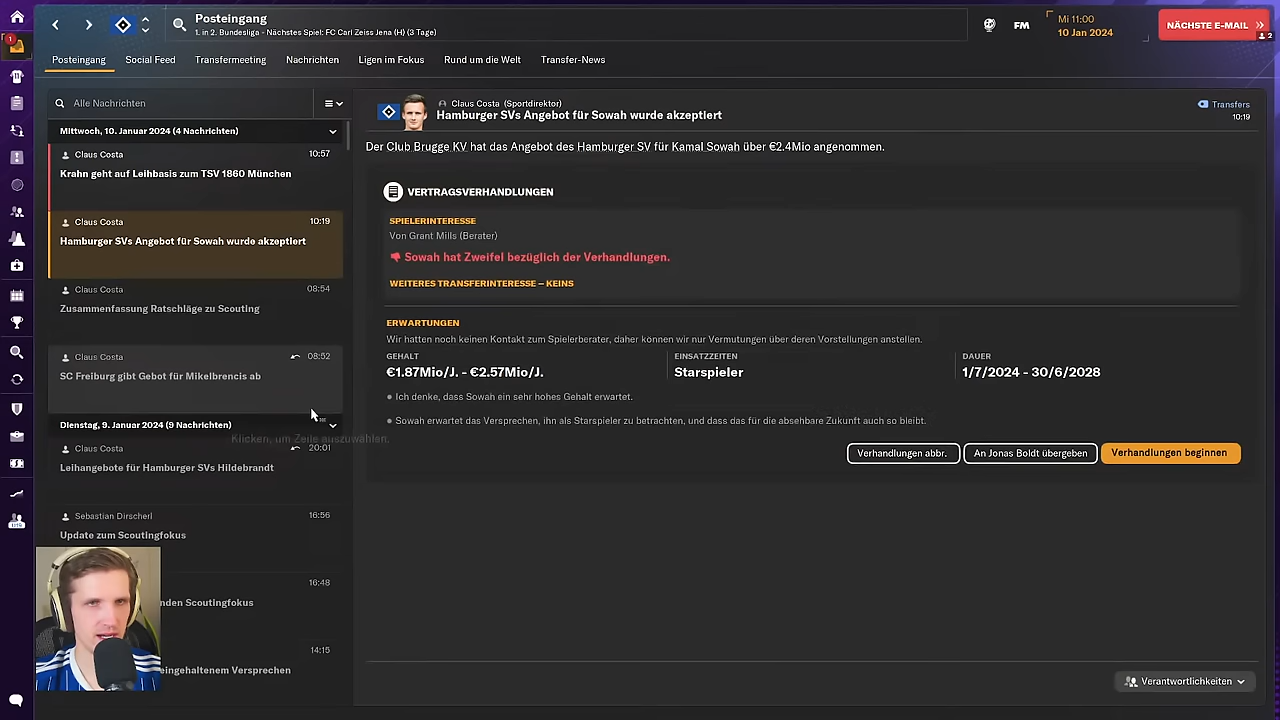 Posteingang
1. in 2. Bundesliga - Nächstes Spiel: FC Carl Zeiss Jena (H) (3 Tage)
FM
Mi 11:00
10 Jan 2024
NÄCHSTE E-MAIL
2
1
Posteingang
Social Feed
Transfermeeting
Nachrichten
Ligen im Fokus
Rund um die Welt
Transfer-News
Alle Nachrichten
Mittwoch, 10. Januar 2024 (4 Nachrichten)
Claus Costa
10:57
Krahn geht auf Leihbasis zum TSV 1860 München
Claus Costa
10:19
Hamburger SVs Angebot für Sowah wurde akzeptiert
Claus Costa
08:54
Zusammenfassung Ratschläge zu Scouting
Claus Costa
08:52
SC Freiburg gibt Gebot für Mikelbrencis ab
Dienstag, 9. Januar 2024 (9 Nachrichten)
Klicken, um Zeile auszuwählen.
Claus Costa
20:01
Leihangebote für Hamburger SVs Hildebrandt
Sebastian Dirscherl
16:56
Update zum Scoutingfokus
16:48
nden Scoutingfokus
14:15
eingehaltenem Versprechen
Claus Costa (Sportdirektor)
Hamburger SVs Angebot für Sowah wurde akzeptiert
Transfers
10:19
Der Club Brugge KV hat das Angebot des Hamburger SV für Kamal Sowah über €2.4Mio angenommen.
VERTRAGSVERHANDLUNGEN
SPIELERINTERESSE
Von Grant Mills (Berater)
Sowah hat Zweifel bezüglich der Verhandlungen.
WEITERES TRANSFERINTERESSE – KEINS
ERWARTUNGEN
Wir hatten noch keinen Kontakt zum Spielerberater, daher können wir nur Vermutungen über deren Vorstellungen anstellen.
GEHALT
€1.87Mio/J. - €2.57Mio/J.
EINSATZZEITEN
Starspieler
DAUER
1/7/2024 - 30/6/2028
● Ich denke, dass Sowah ein sehr hohes Gehalt erwartet.
● Sowah erwartet das Versprechen, ihn als Starspieler zu betrachten, und dass das für die absehbare Zukunft auch so bleibt.
Verhandlungen abbr.
An Jonas Boldt übergeben
Verhandlungen beginnen
Verantwortlichkeiten